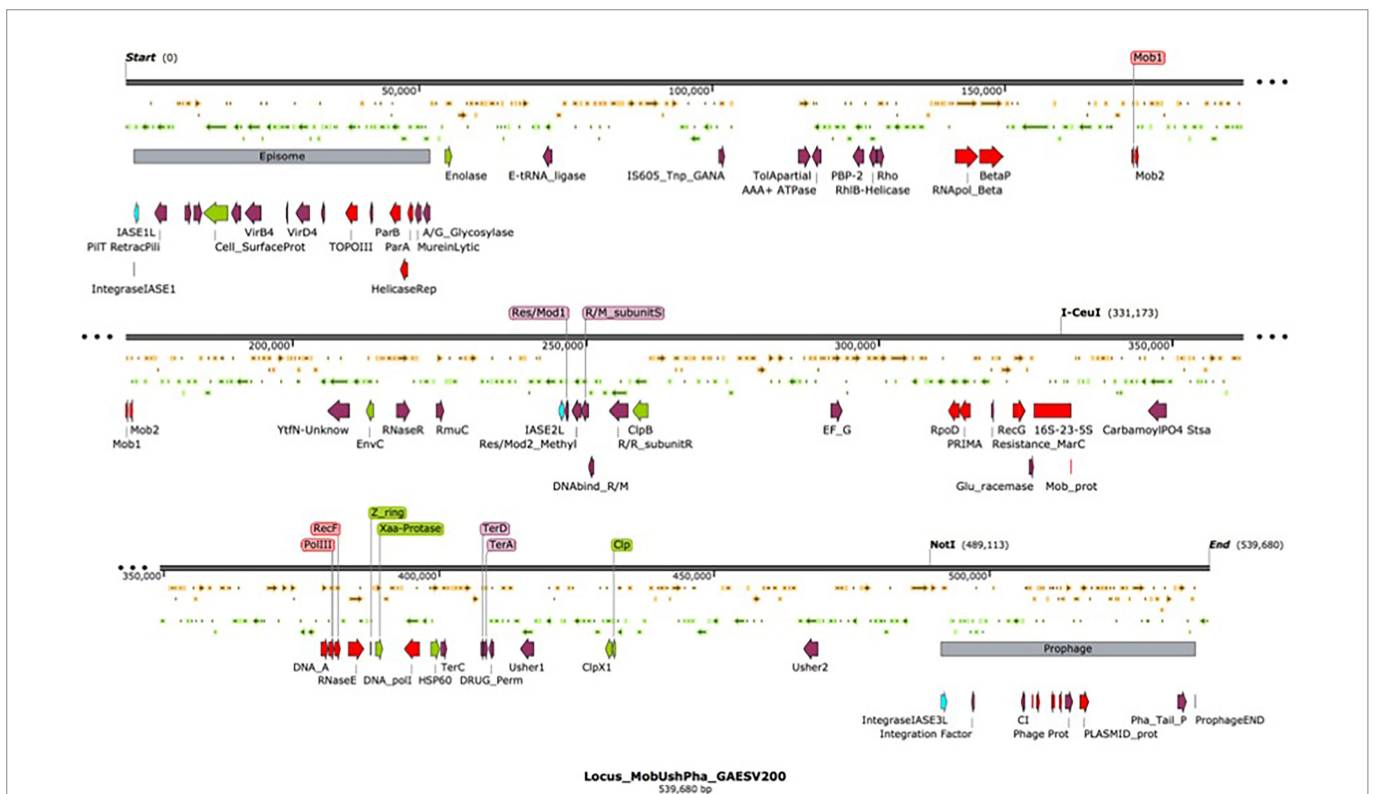 Start (0)
Mob1
50,000
100,000
150,000
Episome
Enolase
E-tRNA_ligase
IS605_Tnp_GANA
TolApartial
PBP-2
Rho
RNApol_Beta
BetaP
Mob2
AAA+ ATPase
RhlB-Helicase
IASE1L
VirB4
VirD4
ParB
A/G_Glycosylase
PilT RetracPili
Cell_SurfaceProt
TOPOIII
ParA
MureinLytic
IntegraseIASE1
HelicaseRep
Res/Mod1
R/M_subunitS
I-CeuI (331,173)
200,000
250,000
300,000
350,000
Mob2
YtfN-Unknow
RNaseR
RmuC
IASE2L
ClpB
EF_G
RpoD
RecG
16S-23-5S
CarbamoylPO4 Stsa
Mob1
EnvC
Res/Mod2_Methyl
R/R_subunitR
PRIMA
Resistance_MarC
DNAbind_R/M
Glu_racemase
Mob_prot
Z_ring
RecF
Xaa-Protase
TerD
PolIII
TerA
Clp
NotI (489,113)
End (539,680)
350,000
400,000
450,000
500,000
Prophage
DNA_A
TerC
Usher1
ClpX1
Usher2
RNaseE
DNA_polI
HSP60
DRUG_Perm
IntegraseIASE3L
CI
Pha_Tail_P
ProphageEND
Integration Factor
Phage Prot
PLASMID_prot
Locus_MobUshPha_GAESV200
539,680 bp